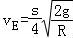 v_E = s/4 √(2g/R)